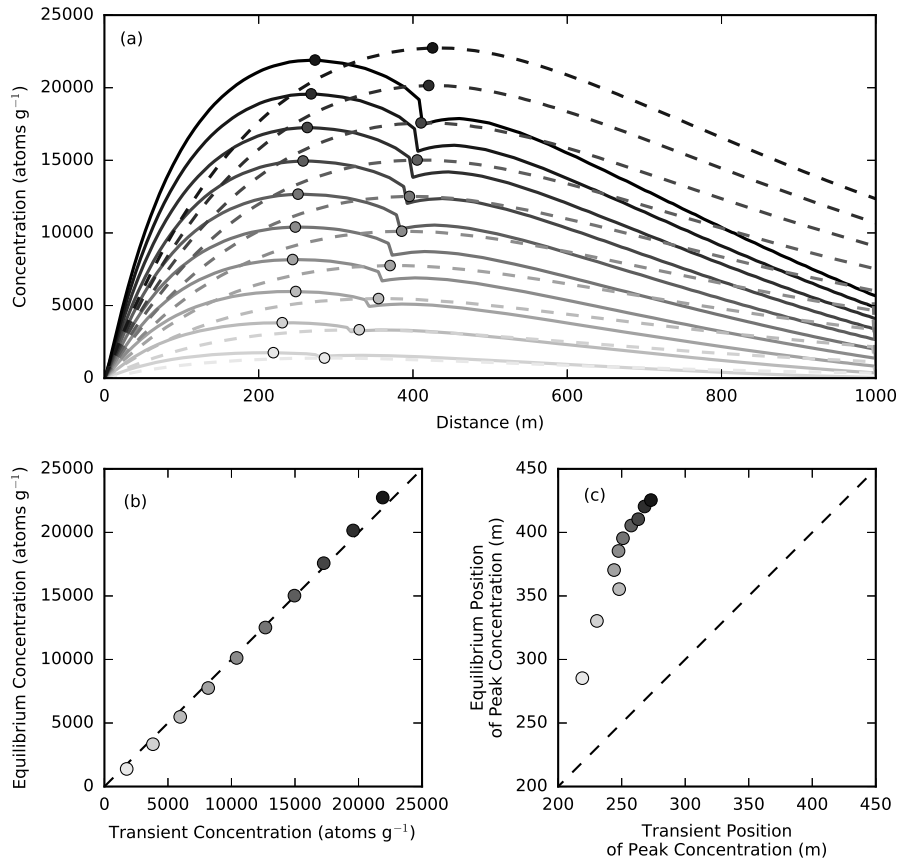 25000
20000
15000
10000
5000
0
Concentration (atoms g⁻¹)
(a)
0 200 400 600 800 1000
Distance (m)
25000
20000
15000
10000
5000
0
Equilibrium Concentration (atoms g⁻¹)
(b)
0 5000 10000 15000 20000 25000
Transient Concentration (atoms g⁻¹)
450
400
350
300
250
200
Equilibrium Position
of Peak Concentration (m)
(c)
200 250 300 350 400 450
Transient Position
of Peak Concentration (m)